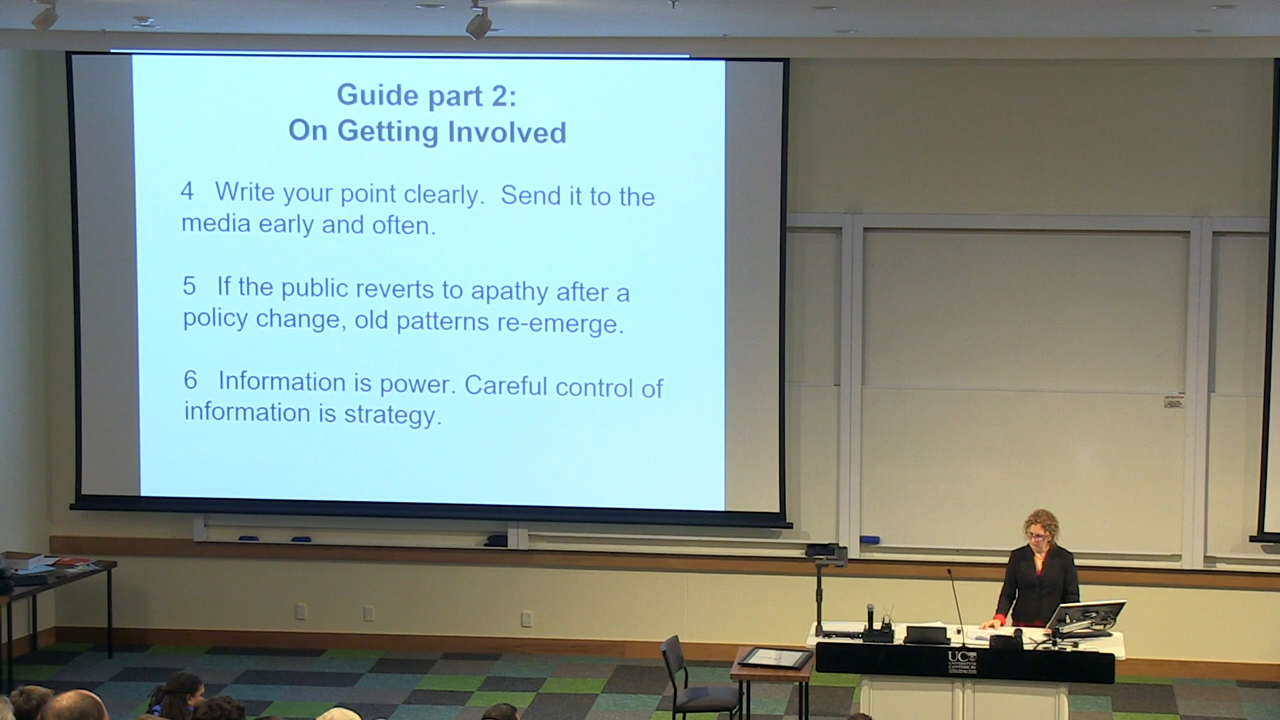 Guide part 2:
On Getting Involved
4 Write your point clearly. Send it to the
media early and often.
5 If the public reverts to apathy after a
policy change, old patterns re-emerge.
6 Information is power. Careful control of
information is strategy.
UC